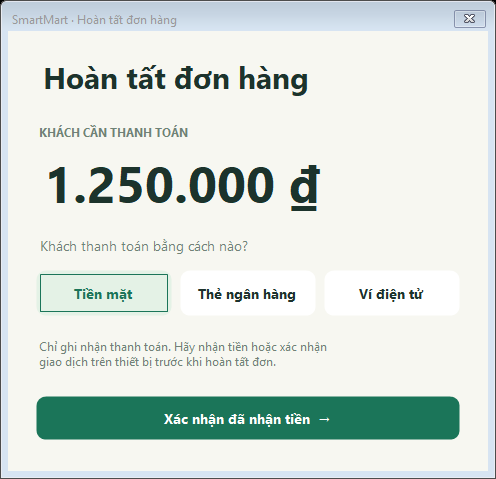 SmartMart · Hoàn tất đơn hàng
Hoàn tất đơn hàng
KHÁCH CẦN THANH TOÁN
1.250.000 ₫
Khách thanh toán bằng cách nào?
Tiền mặt Thẻ ngân hàng Ví điện tử
Chỉ ghi nhận thanh toán. Hãy nhận tiền hoặc xác nhận
giao dịch trên thiết bị trước khi hoàn tất đơn.
Xác nhận đã nhận tiền →